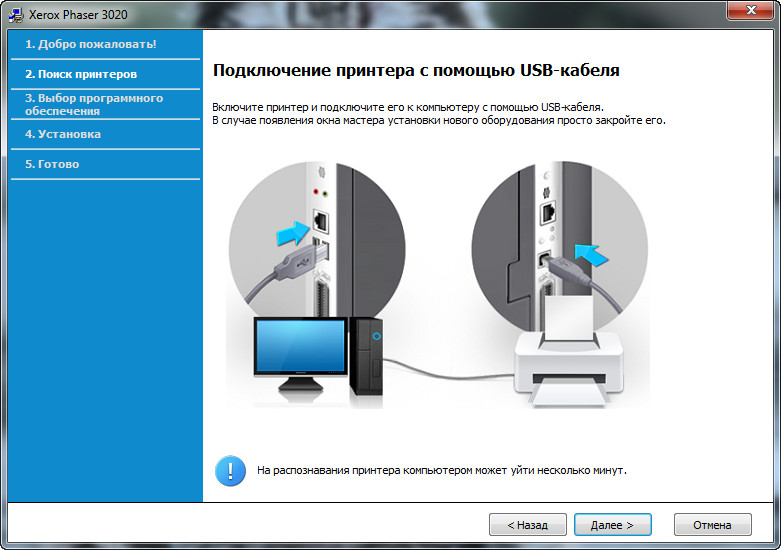 Xerox Phaser 3020
1. Добро пожаловать!
2. Поиск принтеров
3. Выбор программного
обеспечения
4. Установка
5. Готово
Подключение принтера с помощью USB-кабеля
Включите принтер и подключите его к компьютеру с помощью USB-кабеля.
В случае появления окна мастера установки нового оборудования просто закройте его.
На распознавания принтера компьютером может уйти несколько минут.
< Назад
Далее >
Отмена